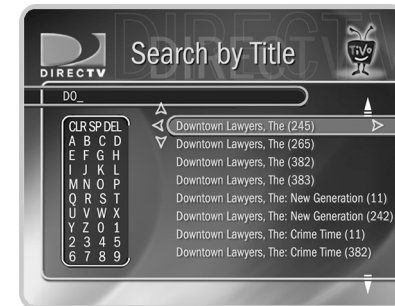 DIRECTV
Search by Title
TiVo
DO_
CLR SP DEL
A B C D
E F G H
I J K L
M N O P
Q R S T
U V W X
Y Z 0 1
2 3 4 5
6 7 8 9
Downtown Lawyers, The (245)
Downtown Lawyers, The (265)
Downtown Lawyers, The (382)
Downtown Lawyers, The (383)
Downtown Lawyers, The: New Generation (11)
Downtown Lawyers, The: New Generation (242)
Downtown Lawyers, The: Crime Time (11)
Downtown Lawyers, The: Crime Time (382)